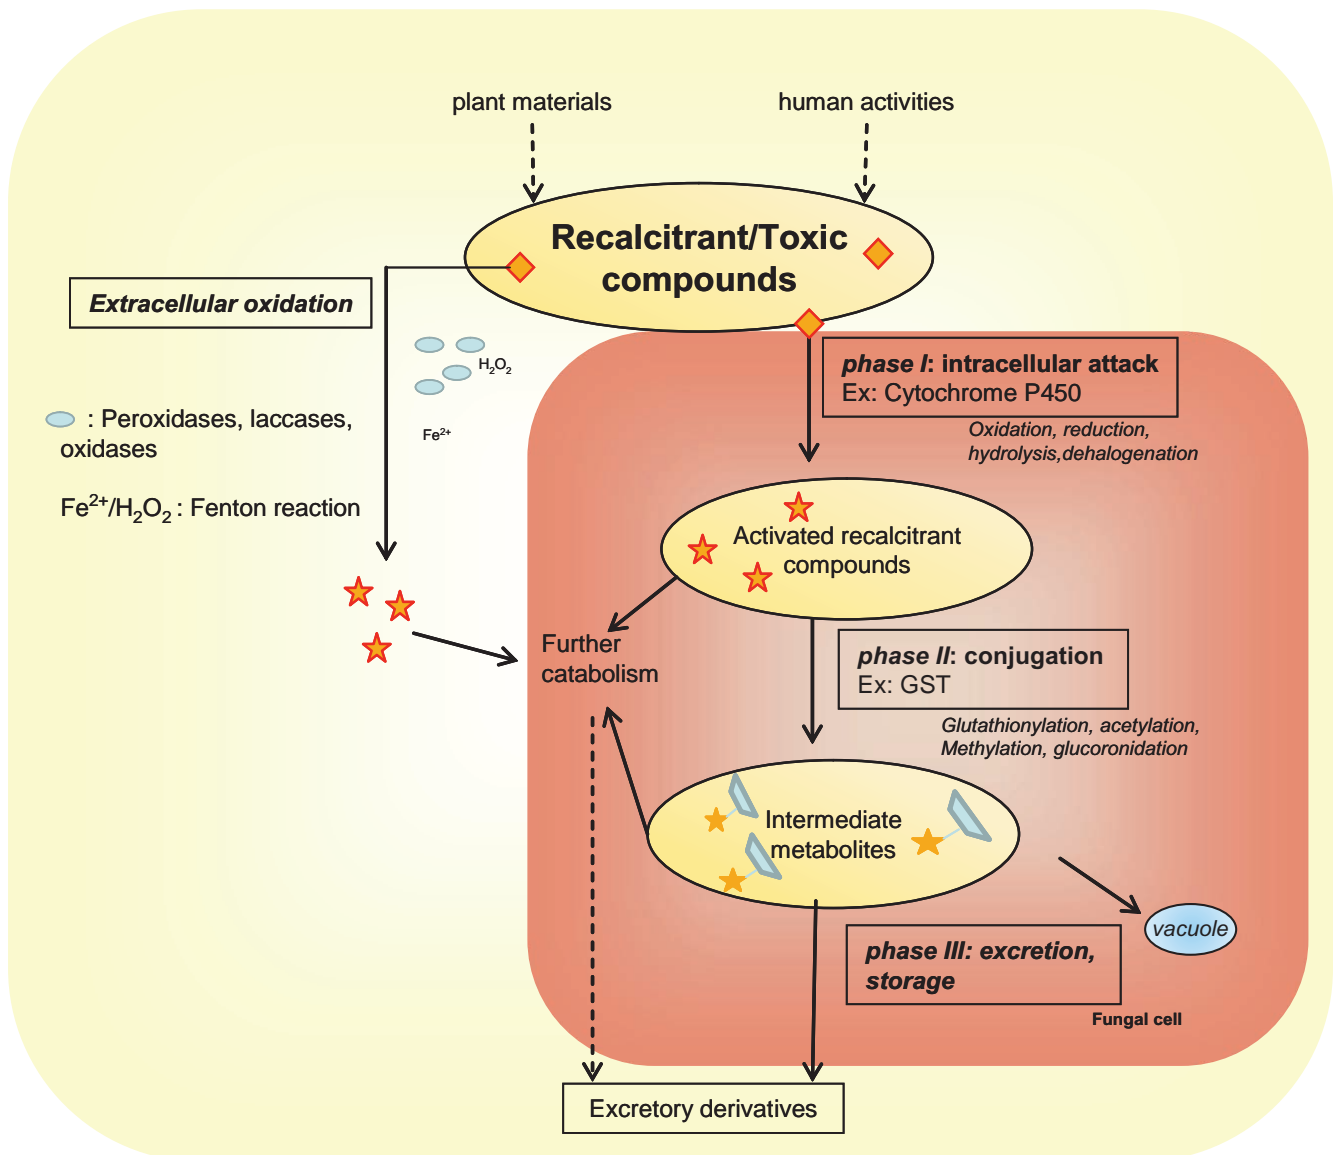 plant materials
human activities
Recalcitrant/Toxic
compounds
Extracellular oxidation
H₂O₂
Fe²⁺
: Peroxidases, laccases,
oxidases
Fe²⁺/H₂O₂ : Fenton reaction
phase I: intracellular attack
Ex: Cytochrome P450
Oxidation, reduction,
hydrolysis,dehalogenation
Activated recalcitrant
compounds
Further
catabolism
phase II: conjugation
Ex: GST
Glutathionylation, acetylation,
Methylation, glucoronidation
Intermediate
metabolites
vacuole
phase III: excretion,
storage
Fungal cell
Excretory derivatives